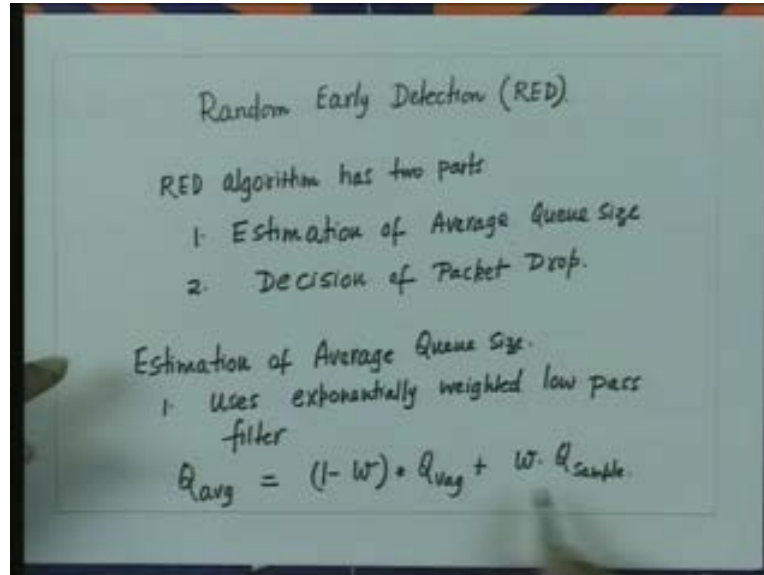 Random Early Detection (RED).
RED algorithm has two parts
1. Estimation of Average Queue size
2. Decision of Packet Drop.
Estimation of Average Queue Size.
1. Uses exponentially weighted low pass
filter
Qavg = (1-W) * Qvag + W. Qsample.